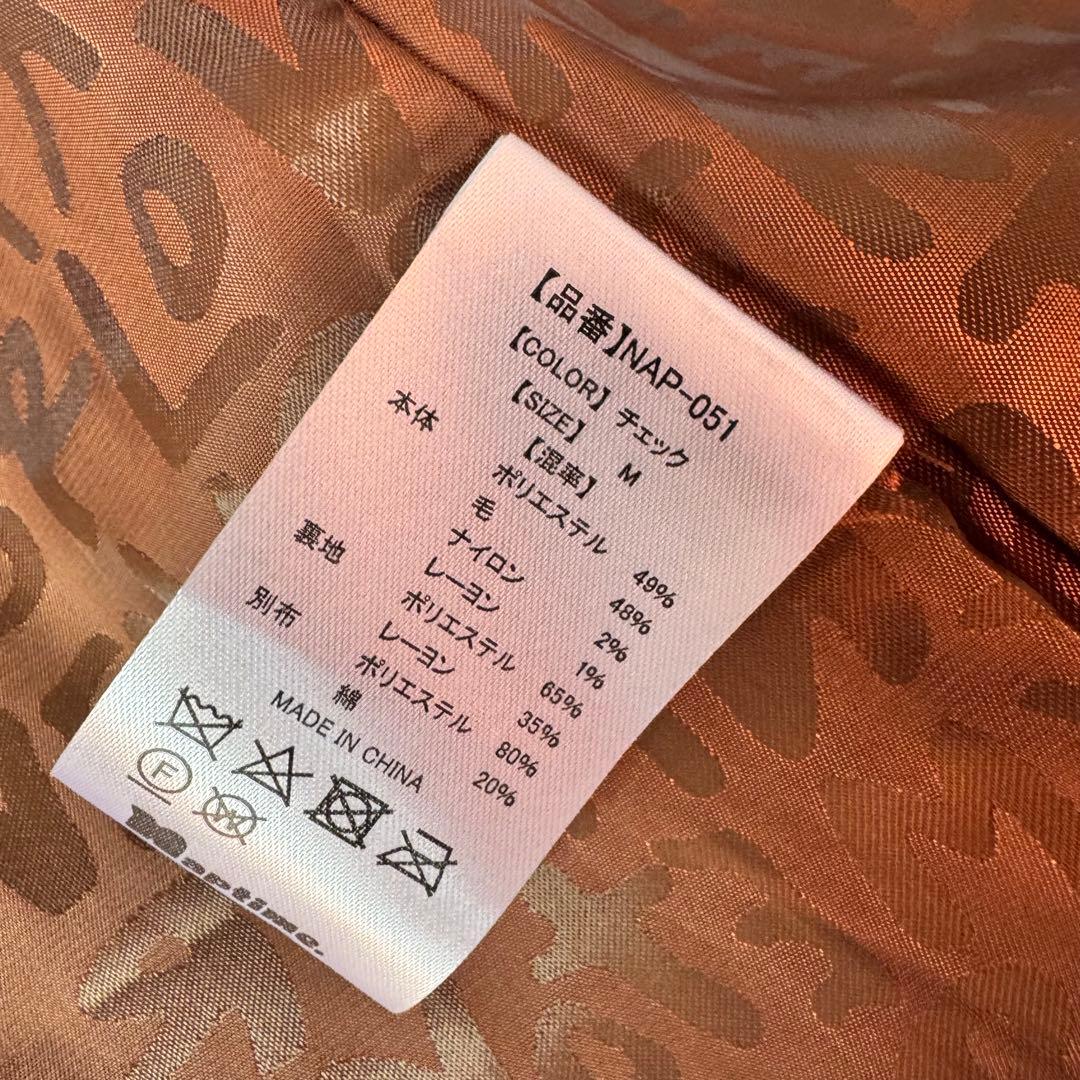 【品番】NAP-051
【COLOR】 チェック
【SIZE】 M
【混率】
本体 ポリエステル 49%
毛 48%
ナイロン 2%
レーヨン 1%
裏地 ポリエステル 65%
レーヨン 35%
別布 ポリエステル 80%
綿 20%
MADE IN CHINA
F
W
Naptime.